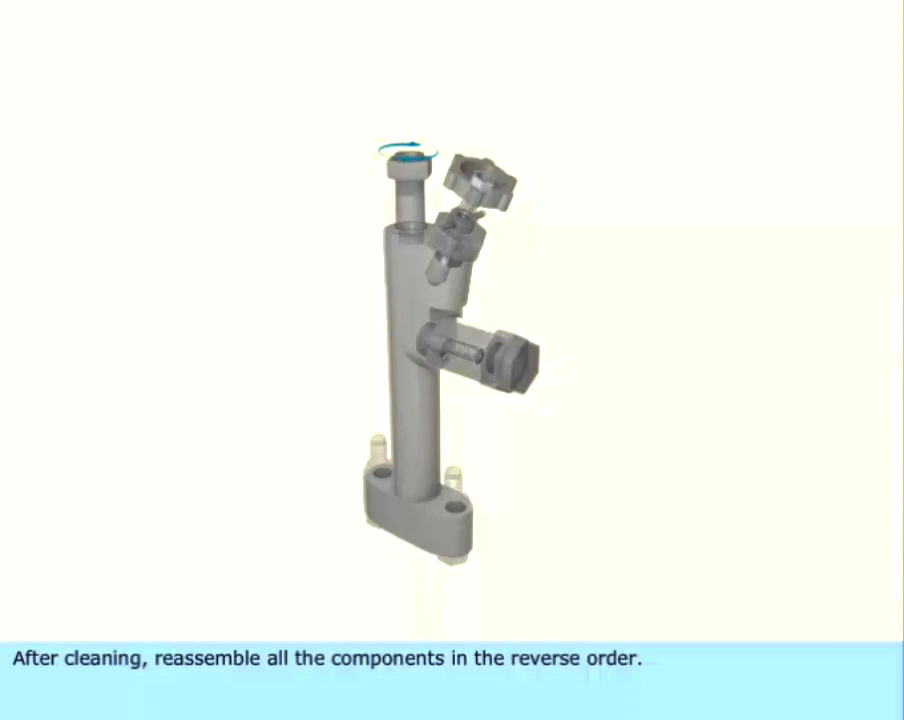 After cleaning, reassemble all the components in the reverse order.